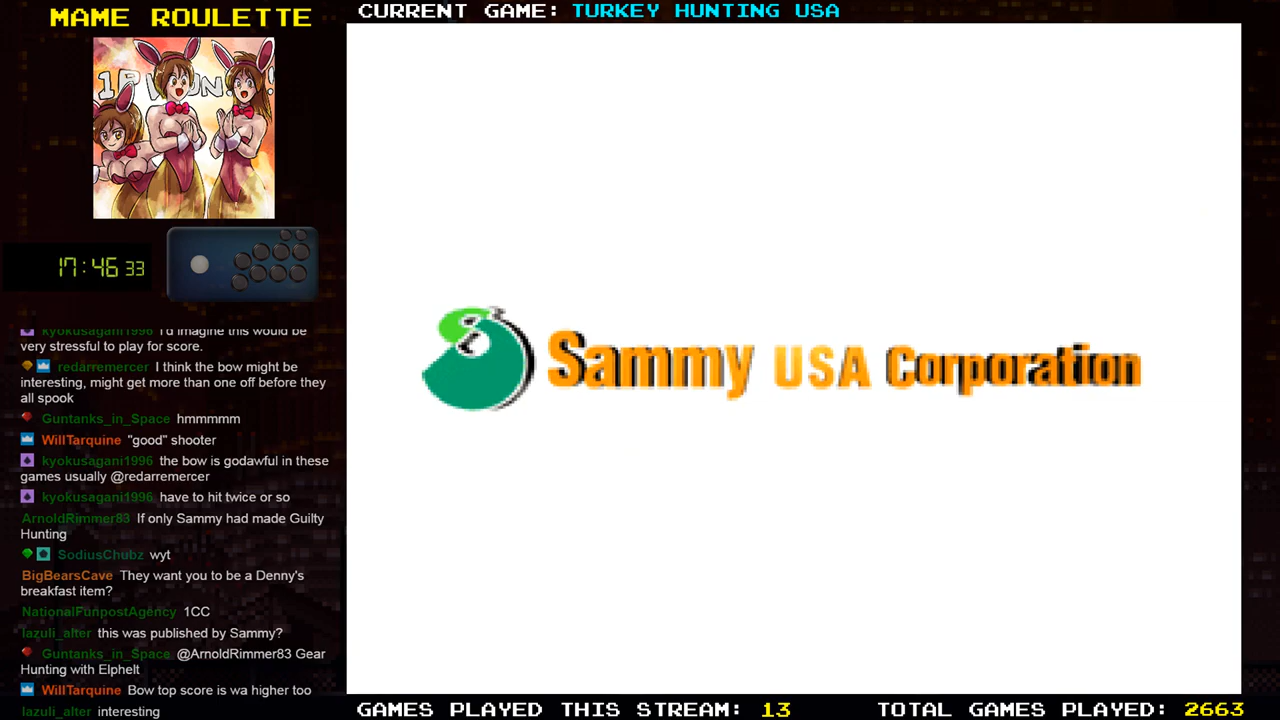 MAME ROULETTE
CURRENT GAME: TURKEY HUNTING USA
17:46 33
kyokusagani1996 I'd imagine this would be
very stressful to play for score.
redarremercer I think the bow might be
interesting, might get more than one off before they
all spook
Guntanks_in_Space hmmmmm
WillTarquine "good" shooter
kyokusagani1996 the bow is godawful in these
games usually @redarremercer
kyokusagani1996 have to hit twice or so
ArnoldRimmer83 If only Sammy had made Guilty
Hunting
SodiusChubz wyt
BigBearsCave They want you to be a Denny's
breakfast item?
NationalFunpostAgency 1CC
lazuli_alter this was published by Sammy?
Guntanks_in_Space @ArnoldRimmer83 Gear
Hunting with Elphelt
WillTarquine Bow top score is wa higher too
lazuli_alter interesting
Sammy USA Corporation
GAMES PLAYED THIS STREAM: 13
TOTAL GAMES PLAYED: 2663